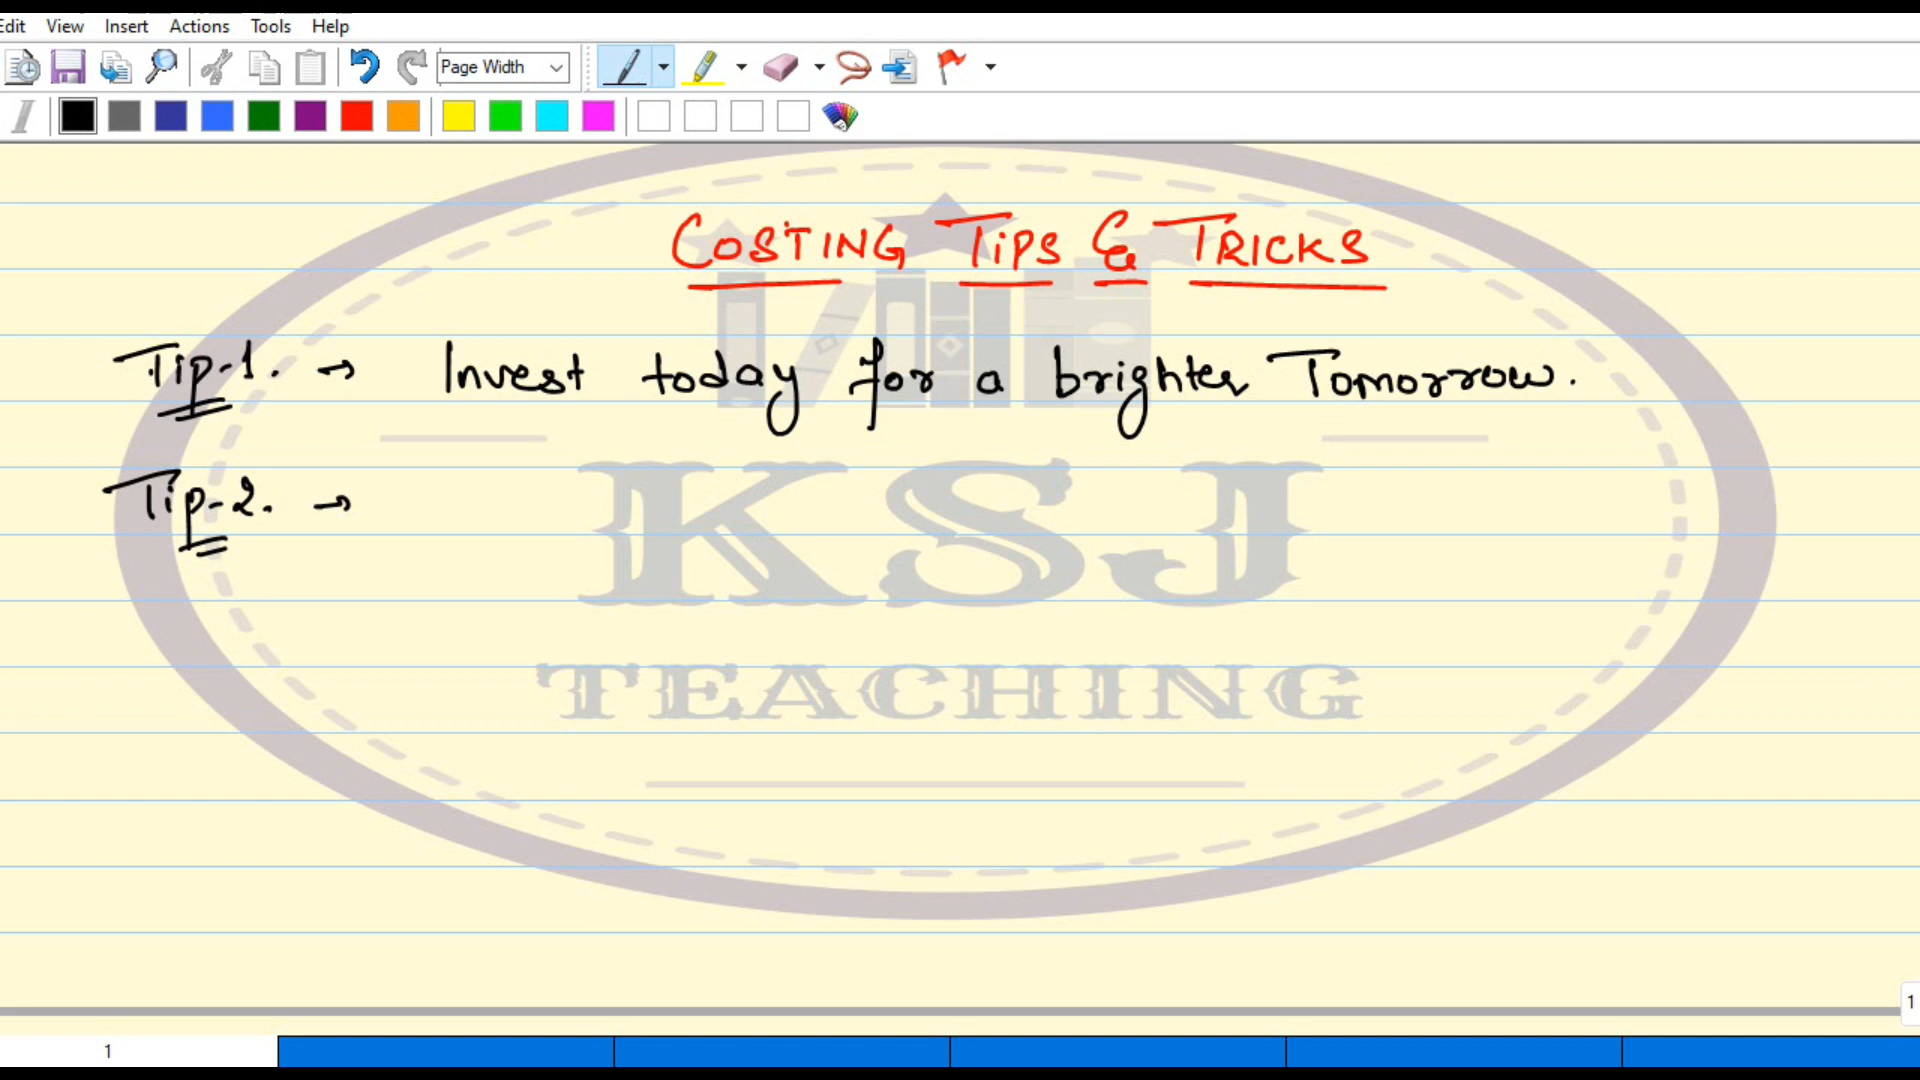 Edit View Insert Actions Tools Help
Page Width
COSTING TIPS & TRICKS
Tip-1. → Invest today for a brighter Tomorrow.
Tip-2. →
KSJ
TEACHING
1
1